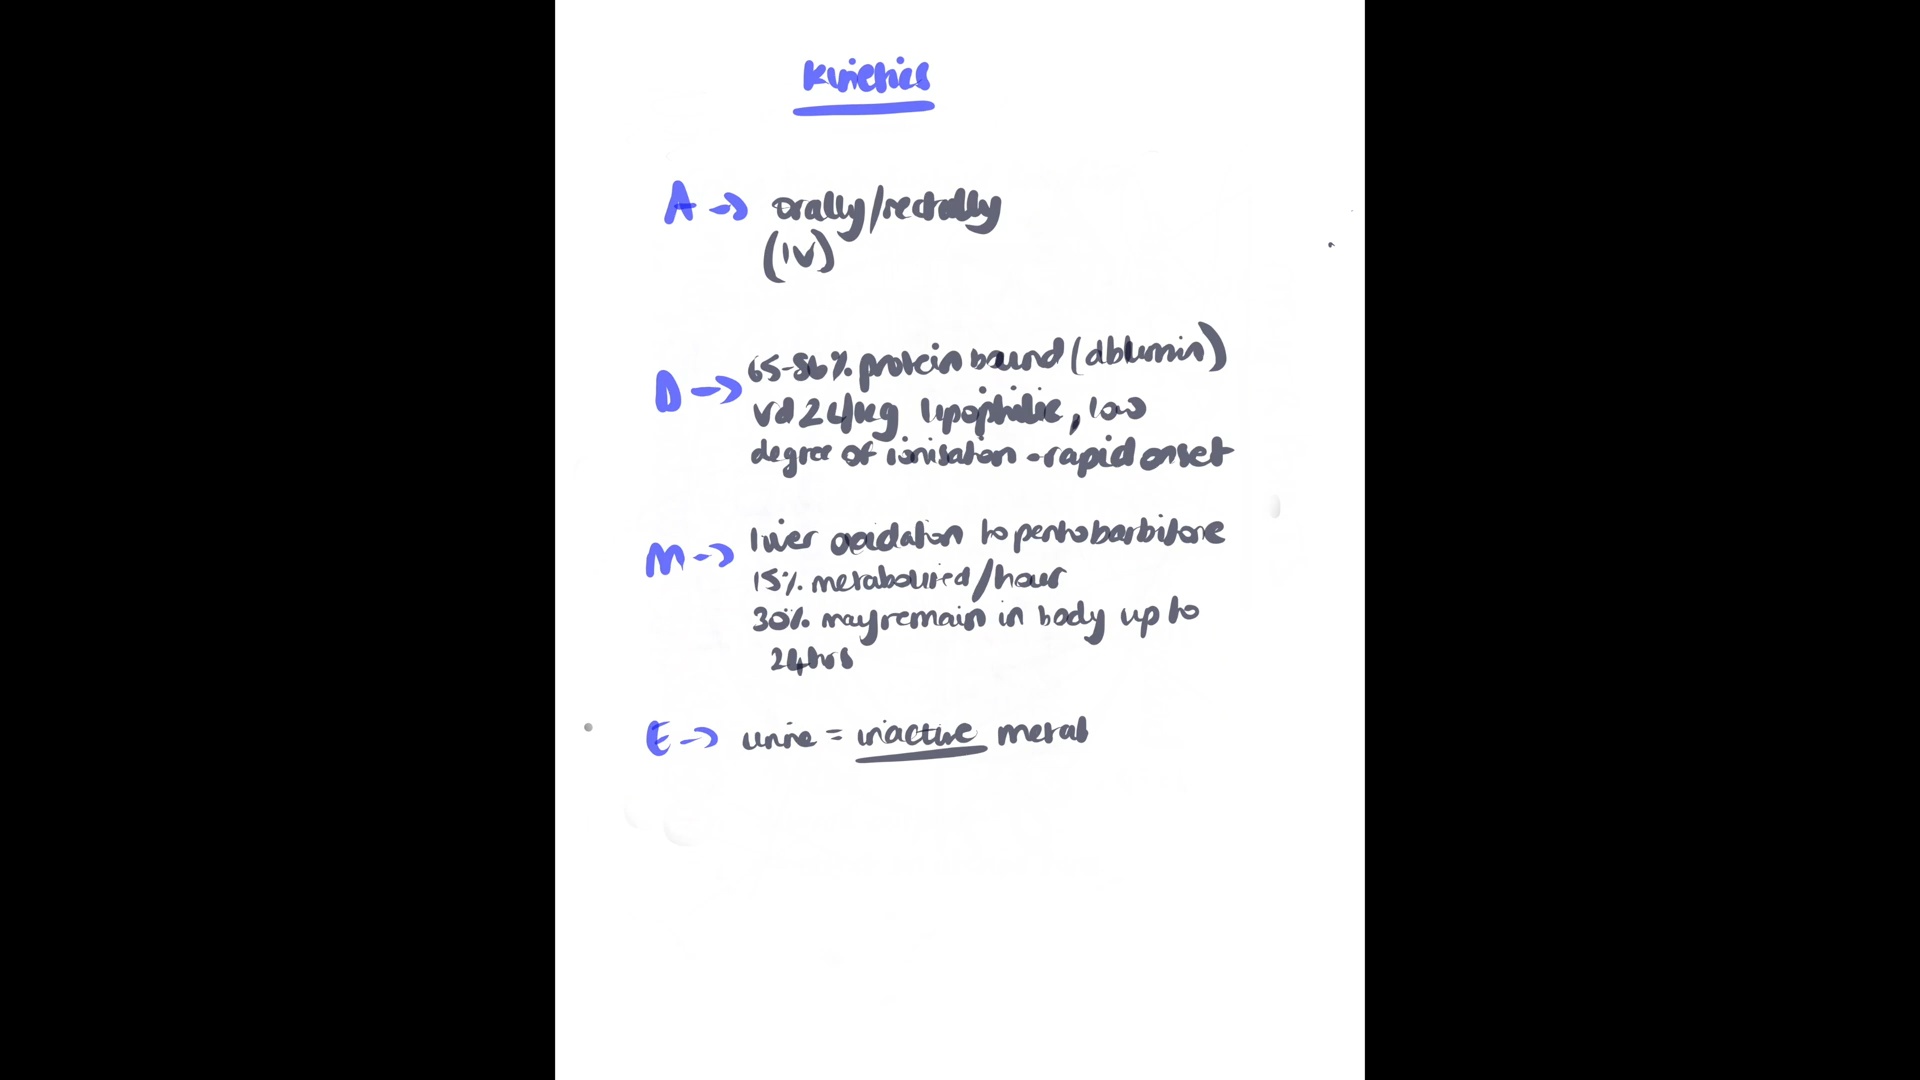 Kinetics
A → orally/rectally
(IV)
D → 65-86% protein bound (albumin)
Vd 2L/kg lipophilic, low
degree of ionisation - rapid onset
M → liver oxidation to pentobarbitone
15% metabolised/hour
30% may remain in body up to
24hrs
E → urine = inactive metab